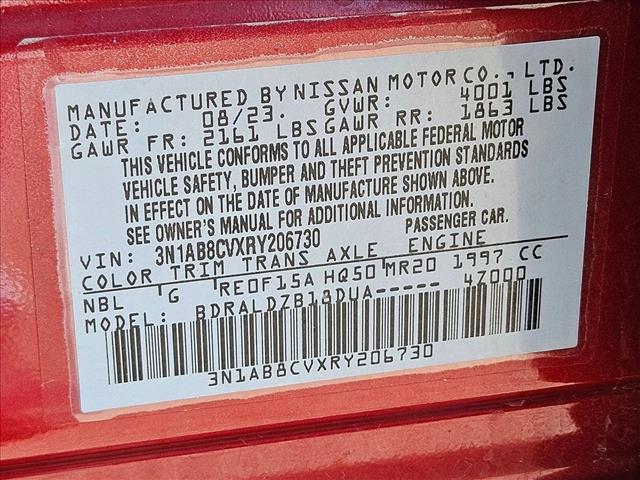 MANUFACTURED BY NISSAN MOTOR CO., LTD.
DATE: 08/23. GVWR: 4001 LBS
GAWR FR: 2161 LBS GAWR RR: 1863 LBS
THIS VEHICLE CONFORMS TO ALL APPLICABLE FEDERAL MOTOR
VEHICLE SAFETY, BUMPER AND THEFT PREVENTION STANDARDS
IN EFFECT ON THE DATE OF MANUFACTURE SHOWN ABOVE.
SEE OWNER'S MANUAL FOR ADDITIONAL INFORMATION.
VIN: 3N1AB8CVXRY206730 PASSENGER CAR.
COLOR TRIM TRANS AXLE ENGINE
NBL G RE0F15A HQ50 MR20 1997 CC
MODEL: BDRALDZB18DUA----- 4Z000
3N1AB8CVXRY206730